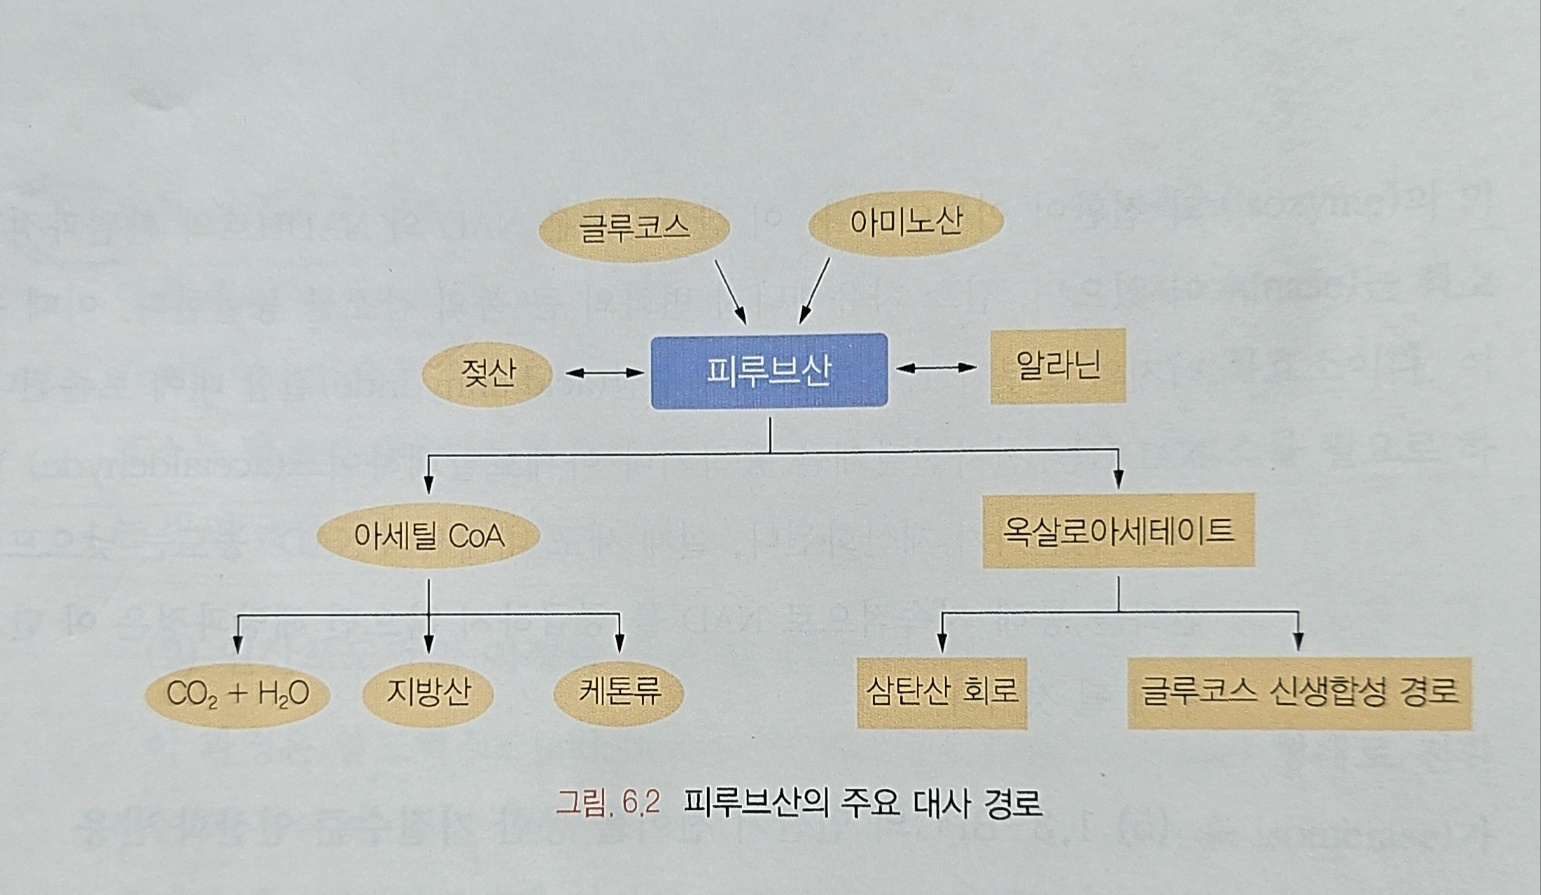 글루코스
아미노산
젖산
피루브산
알라닌
아세틸 CoA
옥살로아세테이트
CO₂ + H₂O
지방산
케톤류
삼탄산 회로
글루코스 신생합성 경로
그림. 6.2 피루브산의 주요 대사 경로